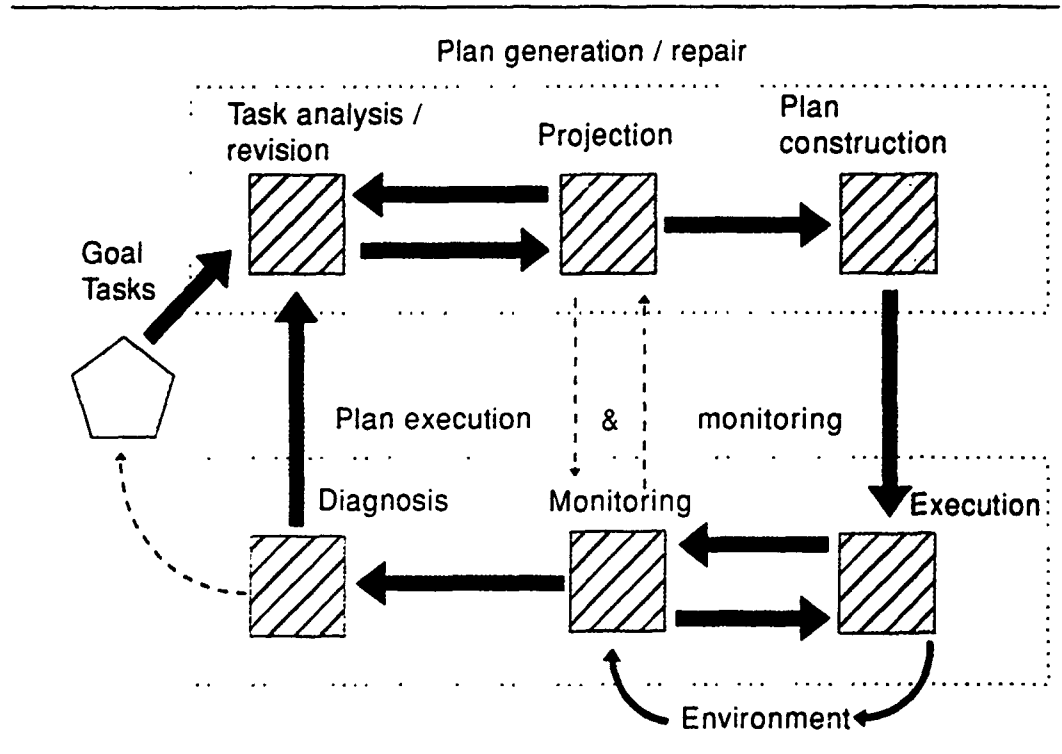 Plan generation / repair
Task analysis /
revision
Projection
Plan
construction
Goal
Tasks
Plan execution & monitoring
Diagnosis
Monitoring
Execution
Environment